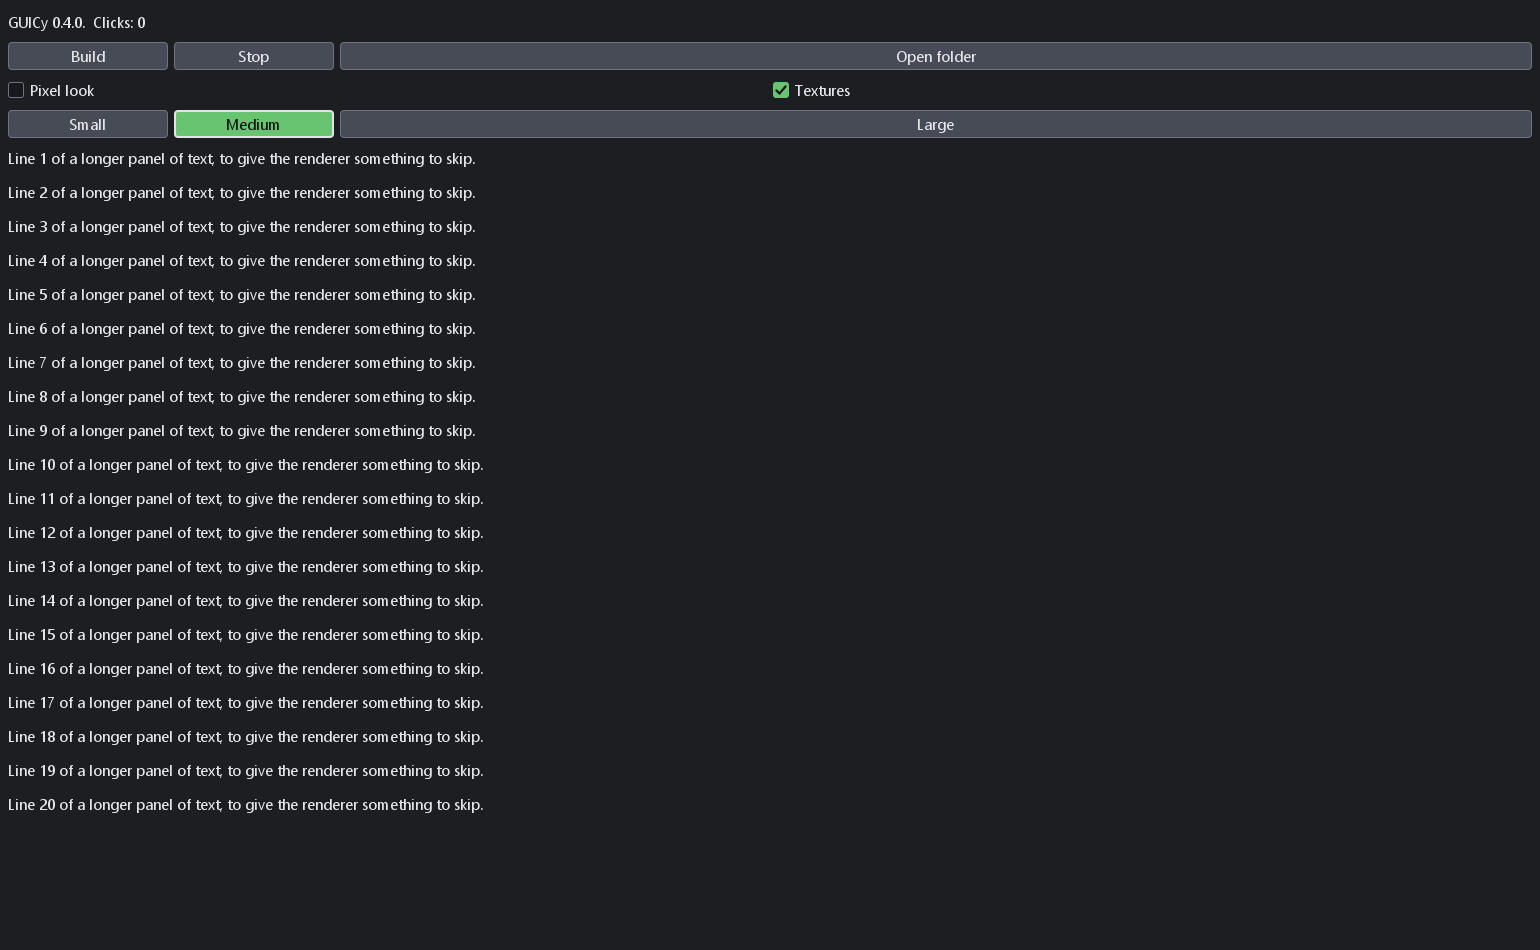 GUICy 0.4.0.  Clicks: 0
Build Stop Open folder
Pixel look Textures
Small Medium Large
Line 1 of a longer panel of text, to give the renderer something to skip.
Line 2 of a longer panel of text, to give the renderer something to skip.
Line 3 of a longer panel of text, to give the renderer something to skip.
Line 4 of a longer panel of text, to give the renderer something to skip.
Line 5 of a longer panel of text, to give the renderer something to skip.
Line 6 of a longer panel of text, to give the renderer something to skip.
Line 7 of a longer panel of text, to give the renderer something to skip.
Line 8 of a longer panel of text, to give the renderer something to skip.
Line 9 of a longer panel of text, to give the renderer something to skip.
Line 10 of a longer panel of text, to give the renderer something to skip.
Line 11 of a longer panel of text, to give the renderer something to skip.
Line 12 of a longer panel of text, to give the renderer something to skip.
Line 13 of a longer panel of text, to give the renderer something to skip.
Line 14 of a longer panel of text, to give the renderer something to skip.
Line 15 of a longer panel of text, to give the renderer something to skip.
Line 16 of a longer panel of text, to give the renderer something to skip.
Line 17 of a longer panel of text, to give the renderer something to skip.
Line 18 of a longer panel of text, to give the renderer something to skip.
Line 19 of a longer panel of text, to give the renderer something to skip.
Line 20 of a longer panel of text, to give the renderer something to skip.